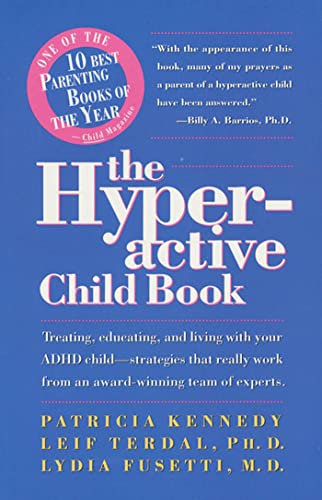 ONE OF THE
10 BEST
PARENTING
BOOKS OF
THE YEAR
—Child Magazine
“With the appearance of this
book, many of my prayers as
a parent of a hyperactive child
have been answered.”
—Billy A. Barrios, Ph.D.
the
Hyper-
active
Child Book
Treating, educating, and living with your
ADHD child—strategies that really work
from an award-winning team of experts.
PATRICIA KENNEDY
LEIF TERDAL, PH.D.
LYDIA FUSETTI, M.D.